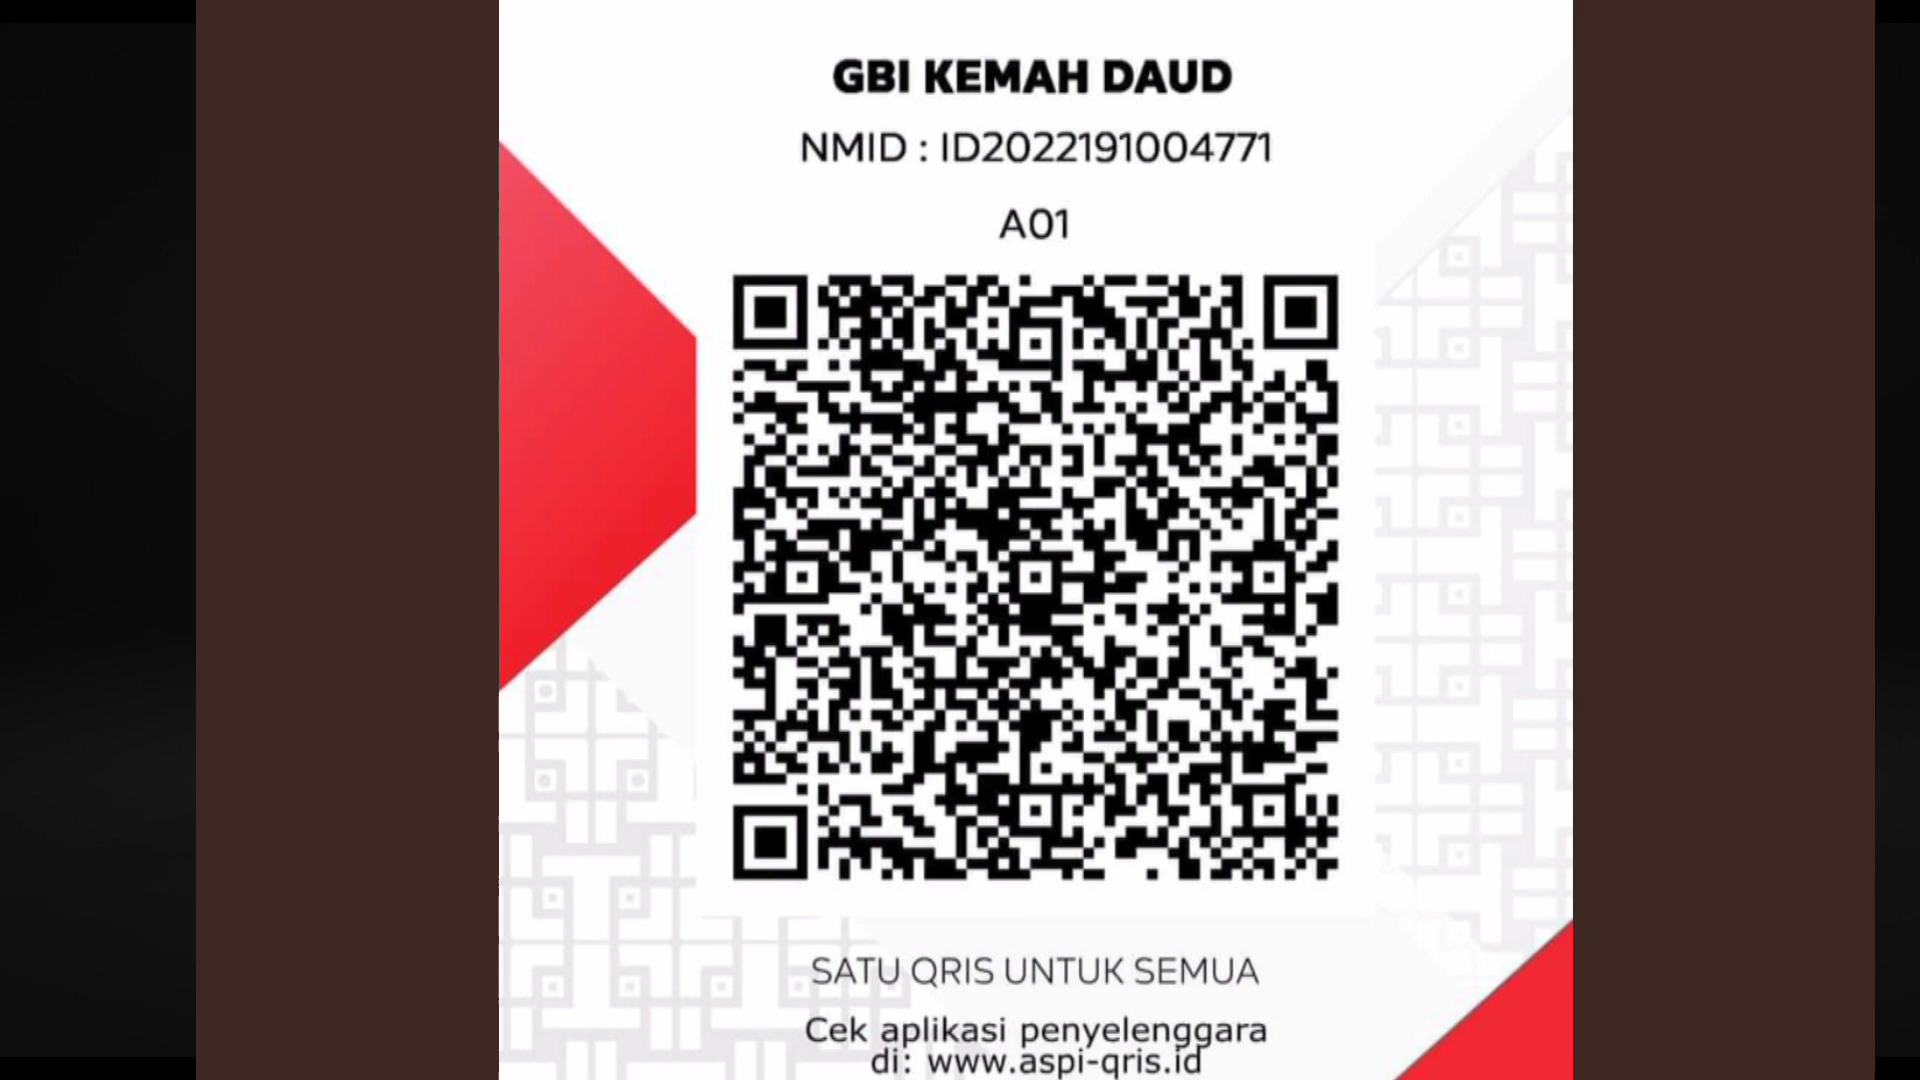 GBI KEMAH DAUD
NMID : ID2022191004771
A01
SATU QRIS UNTUK SEMUA
Cek aplikasi penyelenggara
di: www.aspi-qris.id